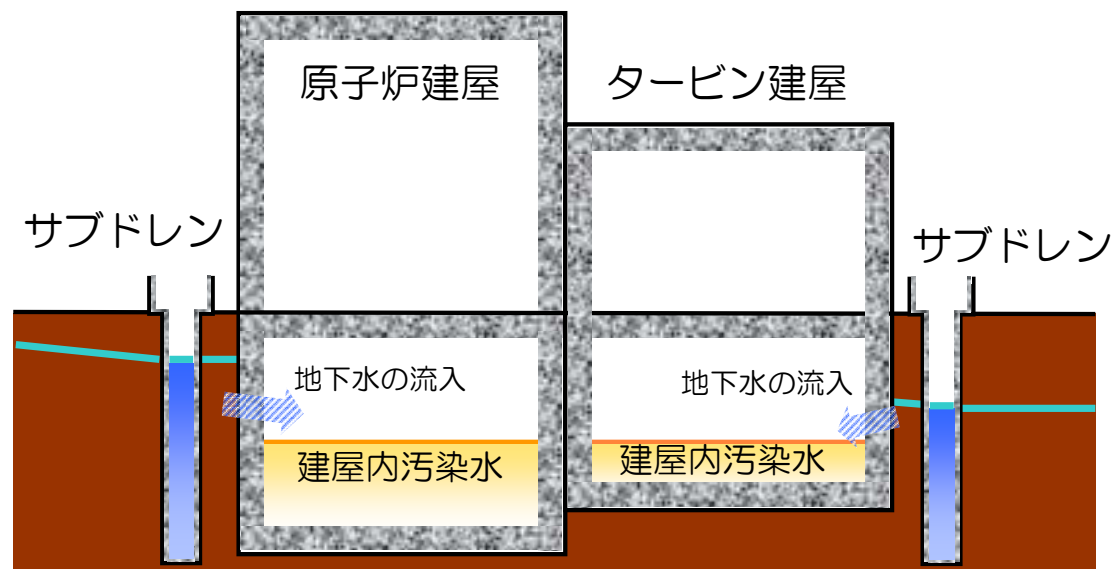 原子炉建屋
タービン建屋
サブドレン
サブドレン
地下水の流入
地下水の流入
建屋内汚染水
建屋内汚染水